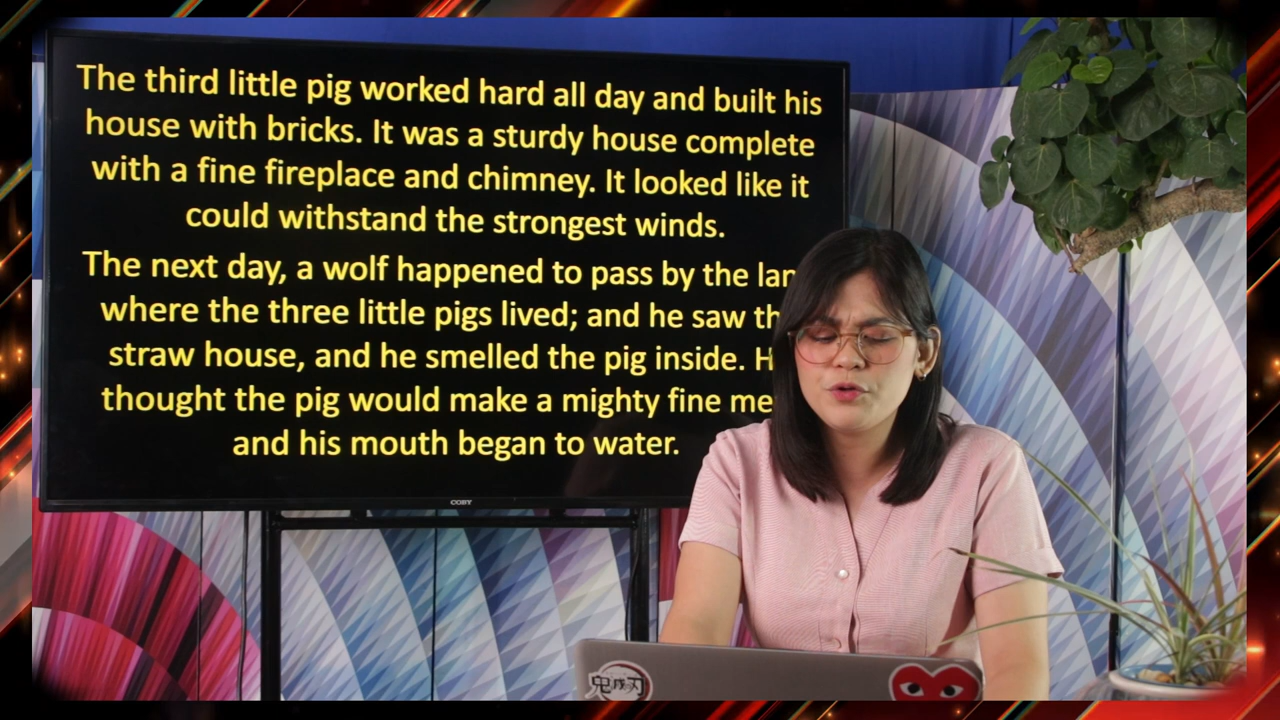 The third little pig worked hard all day and built his
house with bricks. It was a sturdy house complete
with a fine fireplace and chimney. It looked like it
could withstand the strongest winds.
The next day, a wolf happened to pass by the
where the three little pigs lived; and he saw
straw house, and he smelled the pig inside.
thought the pig would make a mighty fine
and his mouth began to water.
COBY